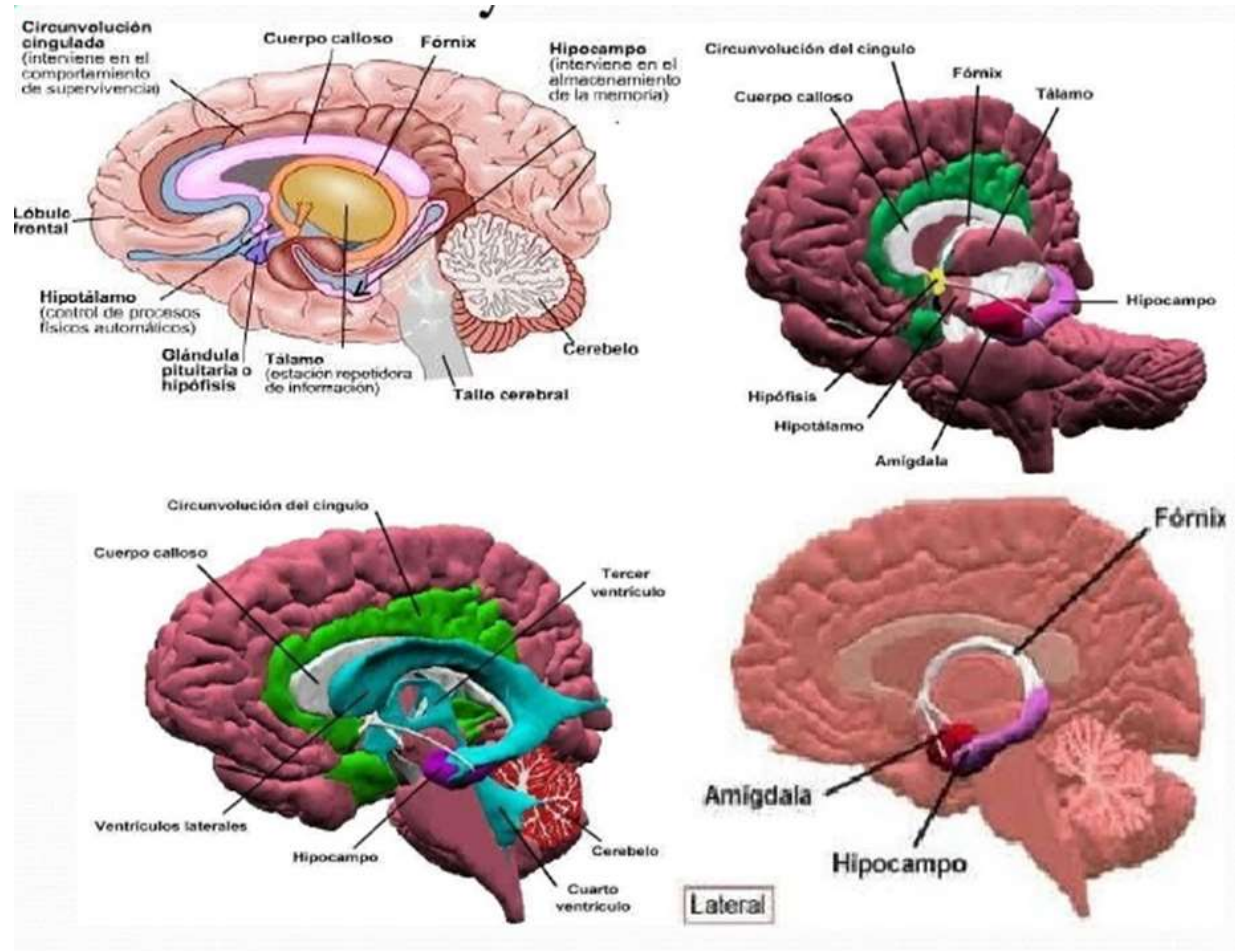 Circunvolución
cingulada
(interviene en el
comportamiento
de supervivencia)
Cuerpo calloso
Fórnix
Hipocampo
(interviene en el
almacenamiento
de la memoria)
Lóbulo
frontal
Hipotálamo
(control de procesos
físicos automáticos)
Glándula
pituitaria o
hipófisis
Tálamo
(estación repetidora
de información)
Tallo cerebral
Cerebelo
Circunvolución del cíngulo
Fórnix
Cuerpo calloso
Tálamo
Hipocampo
Hipófisis
Hipotálamo
Amígdala
Circunvolución del cíngulo
Cuerpo calloso
Tercer
ventrículo
Ventrículos laterales
Hipocampo
Cerebelo
Cuarto
ventrículo
Fórnix
Amígdala
Hipocampo
Lateral